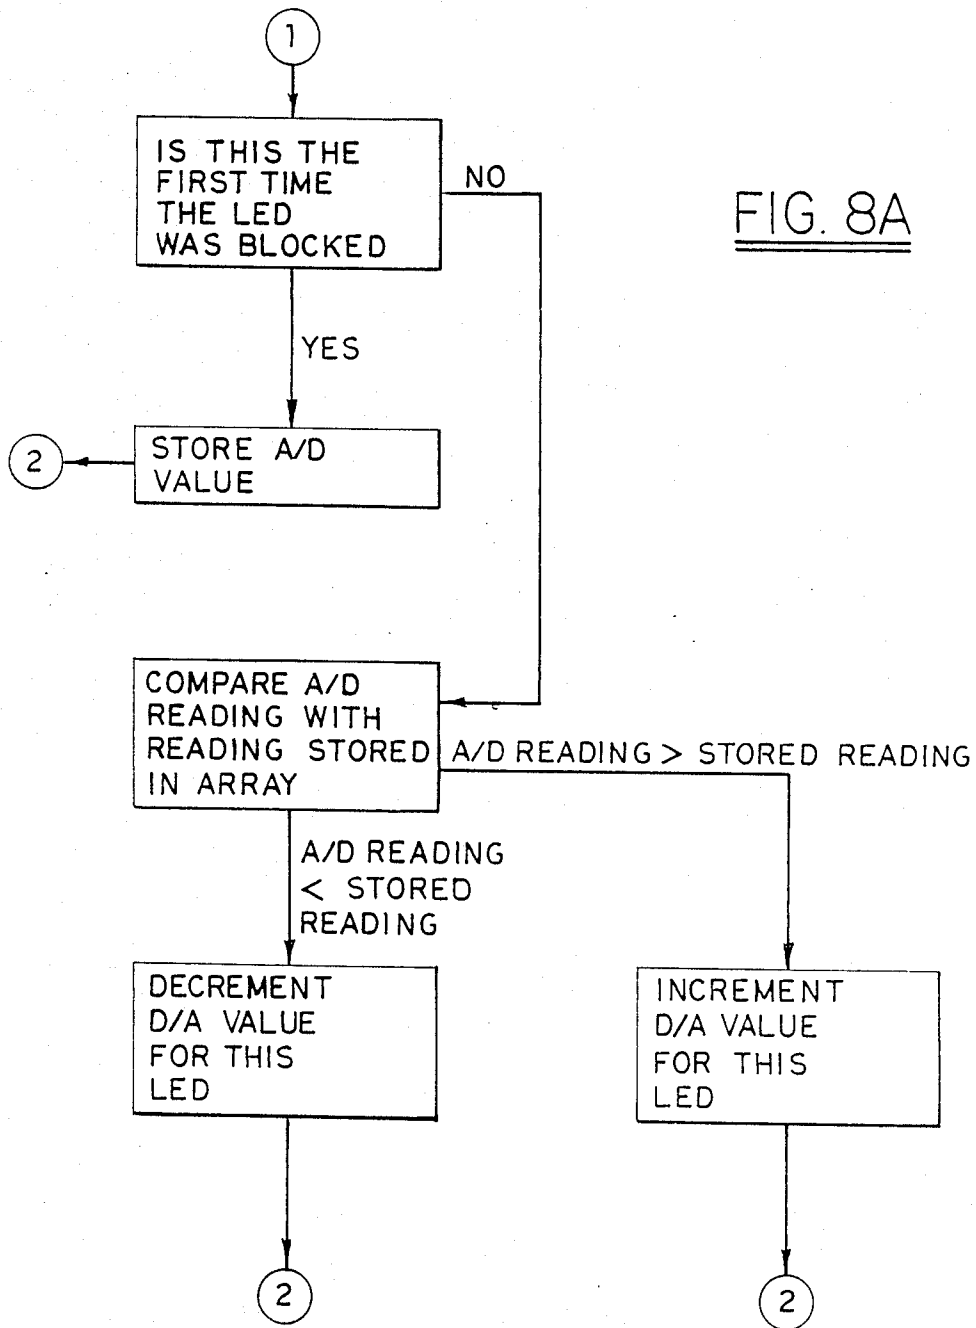 1
IS THIS THE
FIRST TIME
THE LED
WAS BLOCKED
NO
FIG. 8A
YES
STORE A/D
VALUE
2
COMPARE A/D
READING WITH
READING STORED
IN ARRAY
A/D READING > STORED READING
A/D READING
< STORED
READING
DECREMENT
D/A VALUE
FOR THIS
LED
INCREMENT
D/A VALUE
FOR THIS
LED
2
2